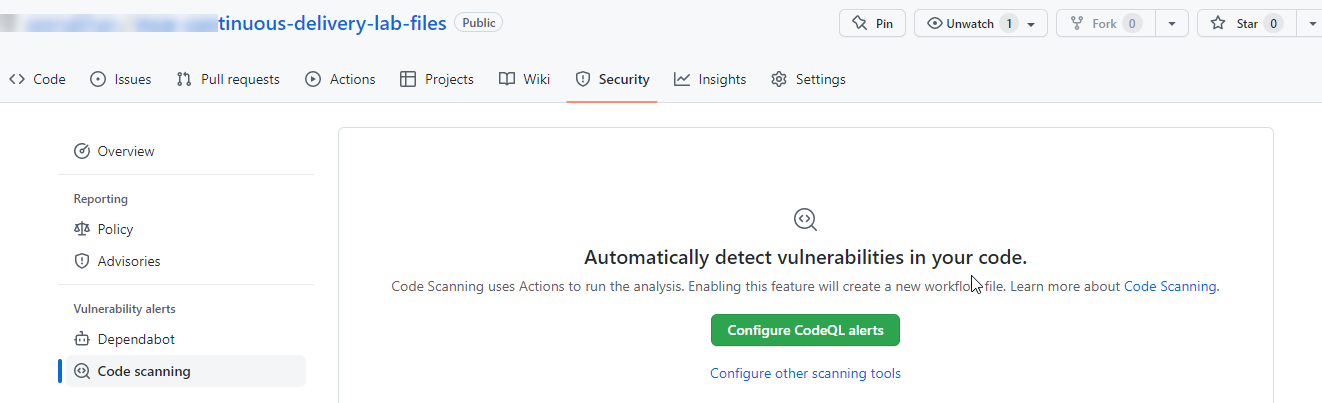 tinuous-delivery-lab-files Public Pin Unwatch 1 Fork 0 Star 0
Code Issues Pull requests Actions Projects Wiki Security Insights Settings
Overview
Reporting
Policy
Advisories
Vulnerability alerts
Dependabot
Code scanning
Automatically detect vulnerabilities in your code.
Code Scanning uses Actions to run the analysis. Enabling this feature will create a new workflow file. Learn more about Code Scanning.
Configure CodeQL alerts
Configure other scanning tools